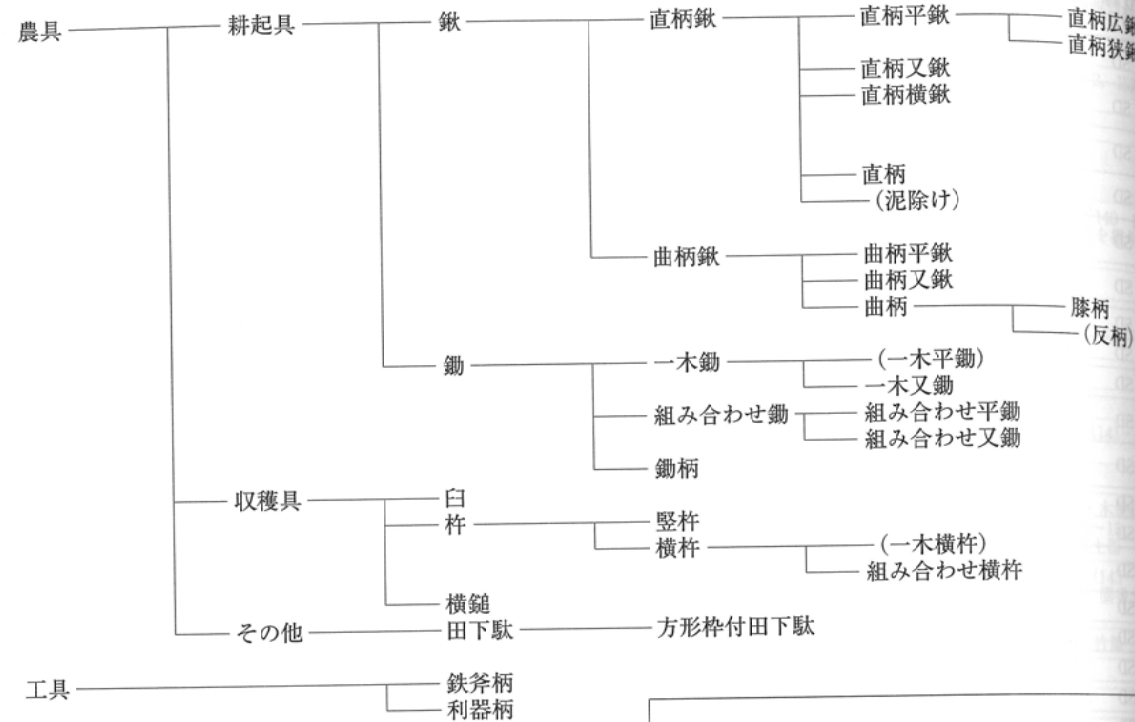 農具 耕起具 鍬 直柄鍬 直柄平鍬 直柄広鍬
直柄狭鍬
直柄又鍬
直柄横鍬
直柄
(泥除け)
曲柄鍬 曲柄平鍬
曲柄又鍬
曲柄 膝柄
(反柄)
鋤 一木鋤 (一木平鋤)
一木又鋤
組み合わせ鋤 組み合わせ平鋤
組み合わせ又鋤
鋤柄
収穫具 臼
杵 竪杵
横杵 (一木横杵)
組み合わせ横杵
横鎚
その他 田下駄 方形枠付田下駄
工具 鉄斧柄
利器柄